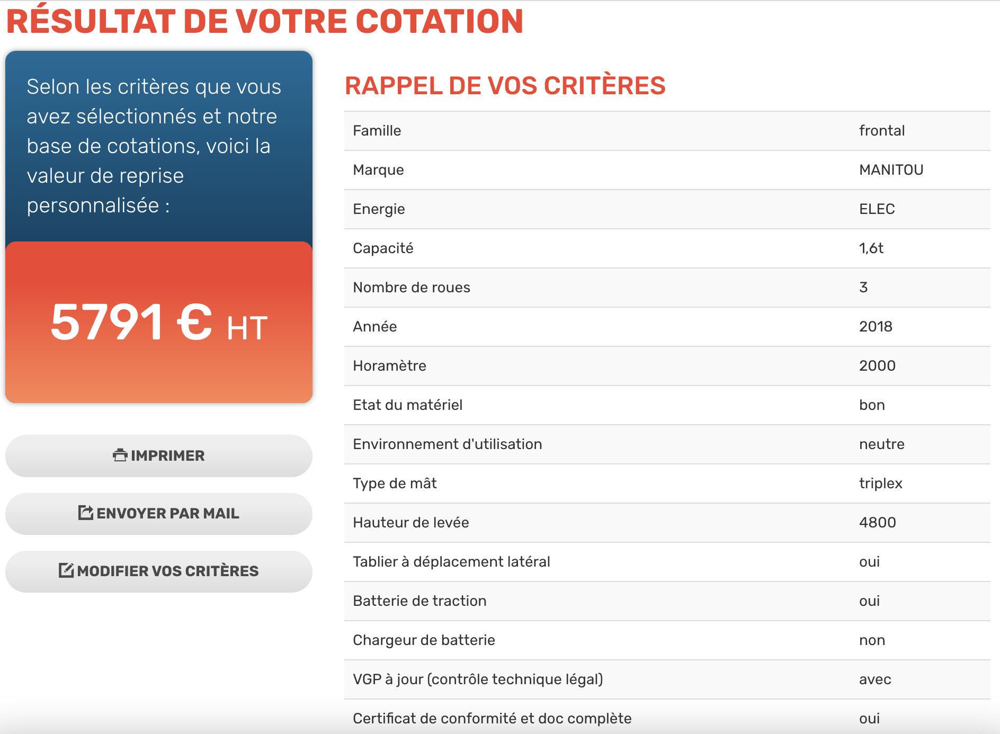 RÉSULTAT DE VOTRE COTATION
Selon les critères que vous
avez sélectionnés et notre
base de cotations, voici la
valeur de reprise
personnalisée :
5791 € HT
IMPRIMER
ENVOYER PAR MAIL
MODIFIER VOS CRITÈRES
RAPPEL DE VOS CRITÈRES
Famille frontal
Marque MANITOU
Energie ELEC
Capacité 1,6t
Nombre de roues 3
Année 2018
Horamètre 2000
Etat du matériel bon
Environnement d'utilisation neutre
Type de mât triplex
Hauteur de levée 4800
Tablier à déplacement latéral oui
Batterie de traction oui
Chargeur de batterie non
VGP à jour (contrôle technique légal) avec
Certificat de conformité et doc complète oui